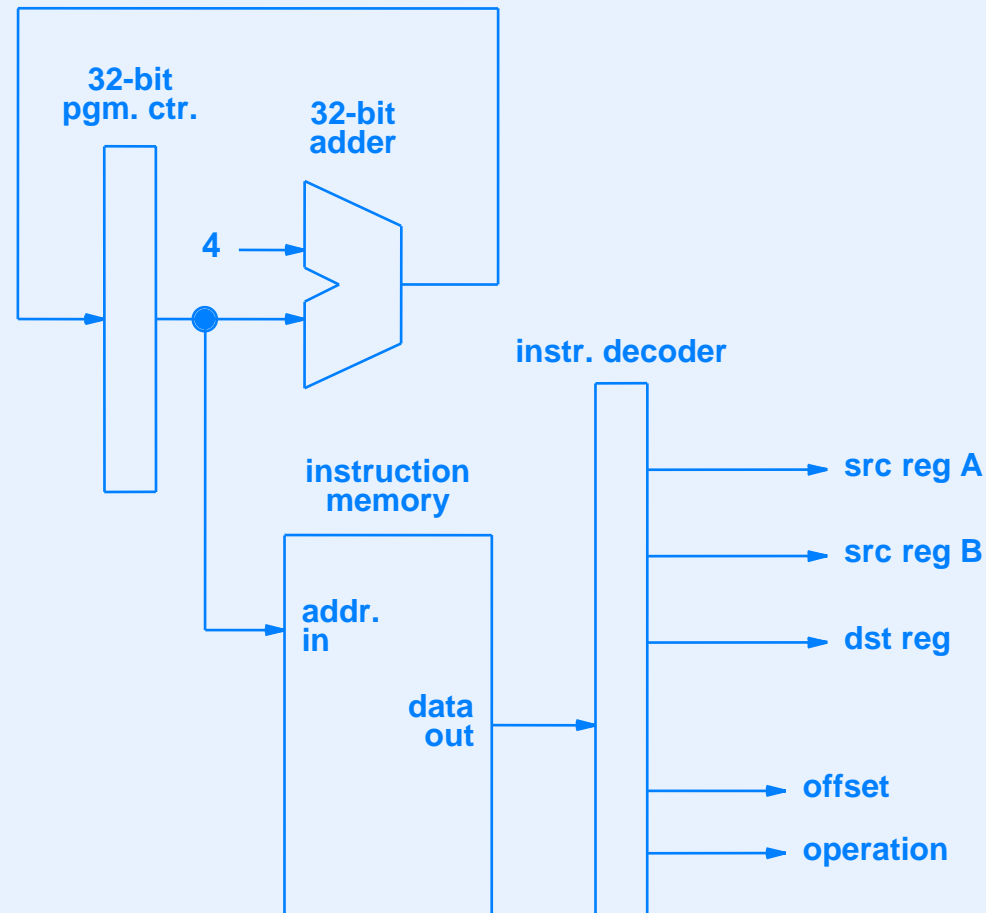 32-bit
pgm. ctr.
32-bit
adder
4
instr. decoder
instruction
memory
src reg A
src reg B
addr.
in
dst reg
data
out
offset
operation